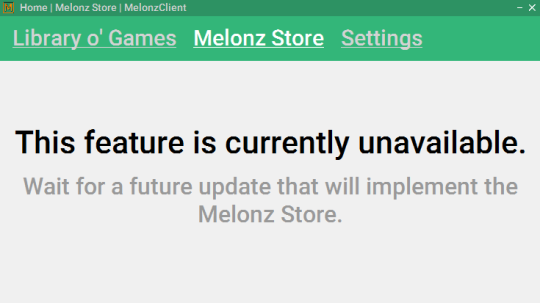 Home | Melonz Store | MelonzClient
Library o' Games Melonz Store Settings
This feature is currently unavailable.
Wait for a future update that will implement the
Melonz Store.